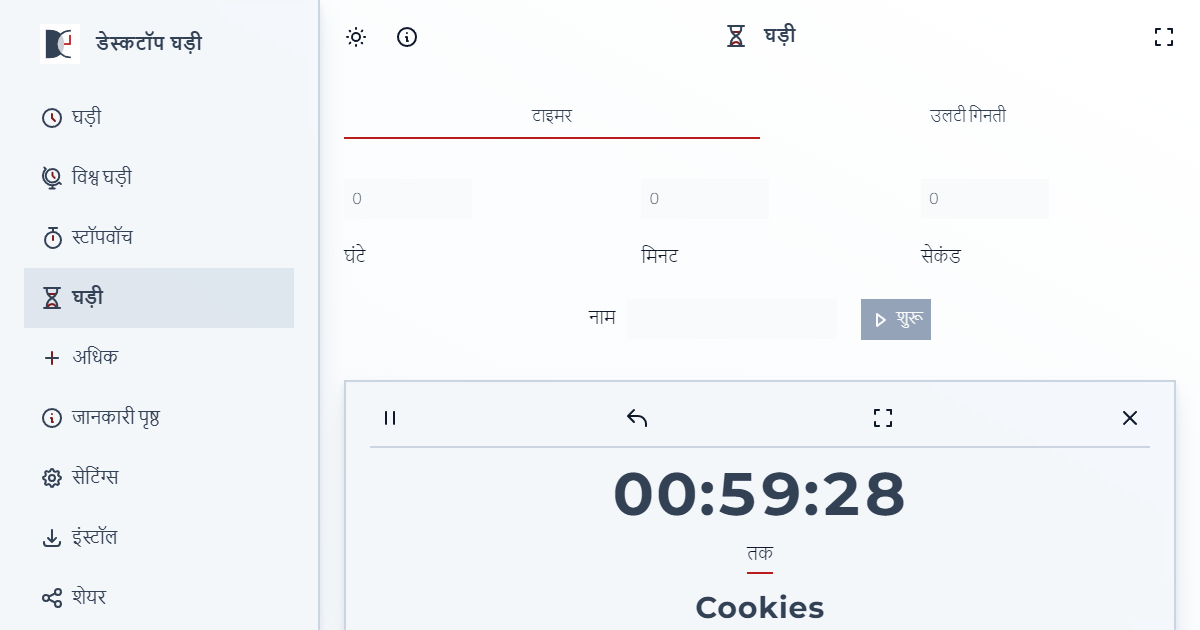 डेस्कटॉप घड़ी
घड़ी
विश्व घड़ी
स्टॉपवॉच
घड़ी
अधिक
जानकारी पृष्ठ
सेटिंग्स
इंस्टॉल
शेयर
घड़ी
टाइमर
उलटी गिनती
0 0 0
घंटे मिनट सेकंड
नाम
शुरू
00:59:28
तक
Cookies